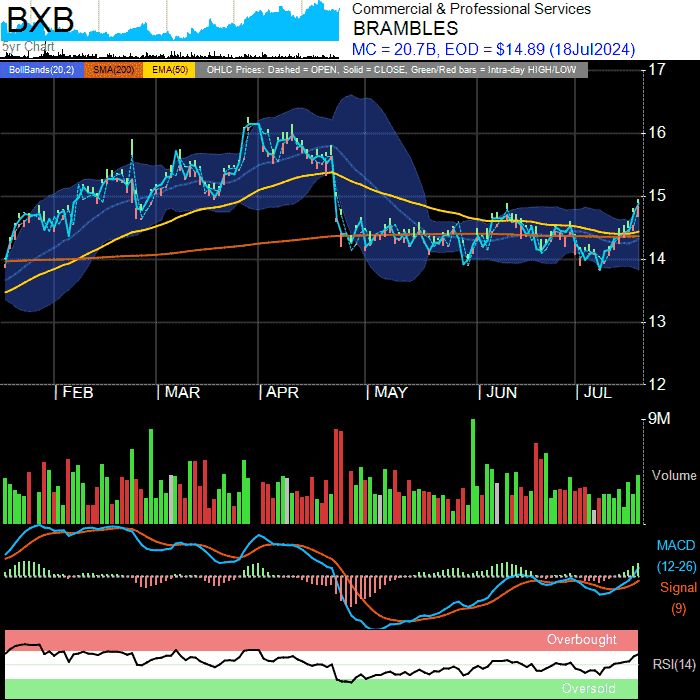 BXB
Commercial & Professional Services
BRAMBLES
5yr Chart
MC = 20.7B, EOD = $14.89 (18Jul2024)
BollBands(20,2) SMA(200) EMA(50) OHLC Prices: Dashed = OPEN, Solid = CLOSE, Green/Red bars = Intra-day HIGH/LOW
17
16
15
14
13
12
FEB MAR APR MAY JUN JUL
9M
Volume
MACD
(12-26)
Signal
(9)
Overbought
RSI(14)
Oversold